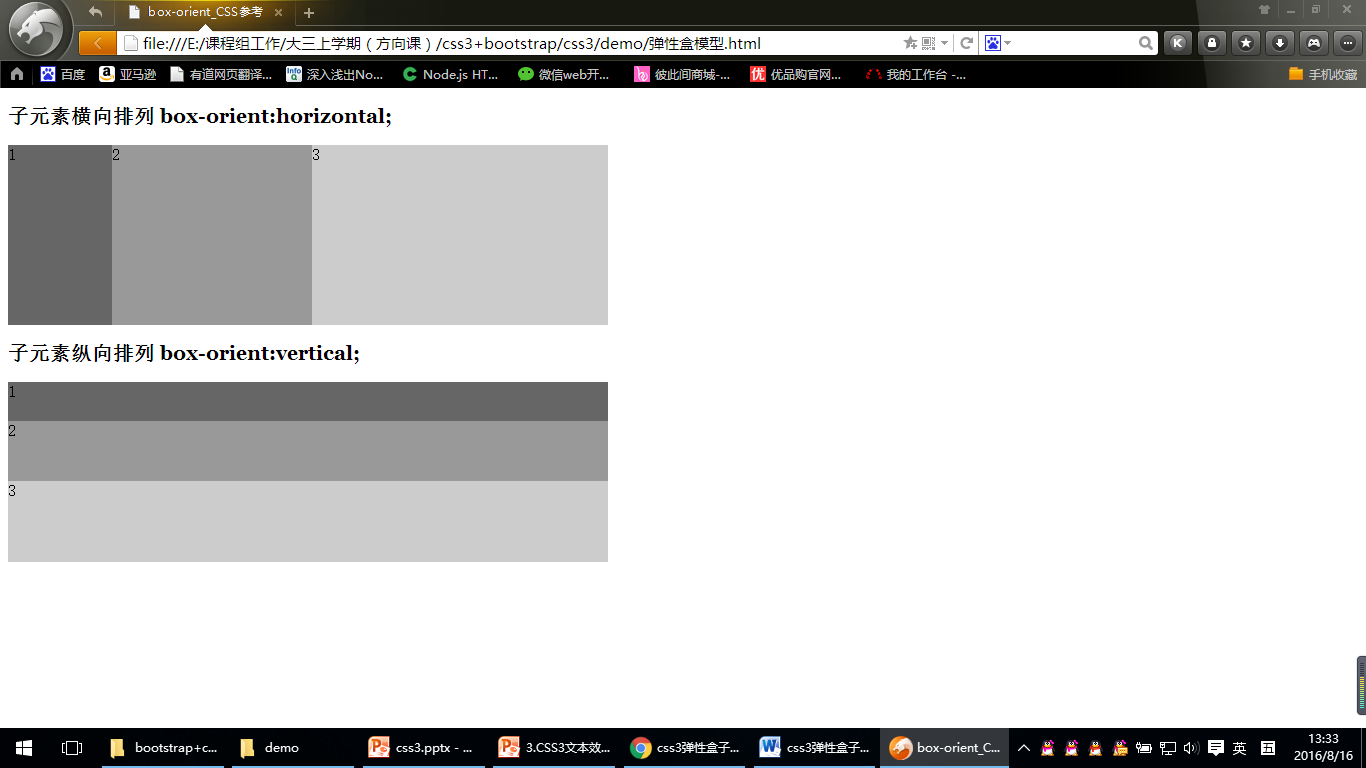 box-orient_CSS参考
file:///E:/课程组工作/大三上学期（方向课）/css3+bootstrap/css3/demo/弹性盒模型.html
百度 亚马逊 有道网页翻译... 深入浅出No... Node.js HT... 微信web开... 彼此间商城-... 优品购官网... 我的工作台 -... 手机收藏
子元素横向排列 box-orient:horizontal;
1 2 3
子元素纵向排列 box-orient:vertical;
1
2
3
bootstrap+c... demo css3.pptx - ... 3.CSS3文本效... css3弹性盒子... css3弹性盒子... box-orient_C... 英 五
13:33
2016/8/16